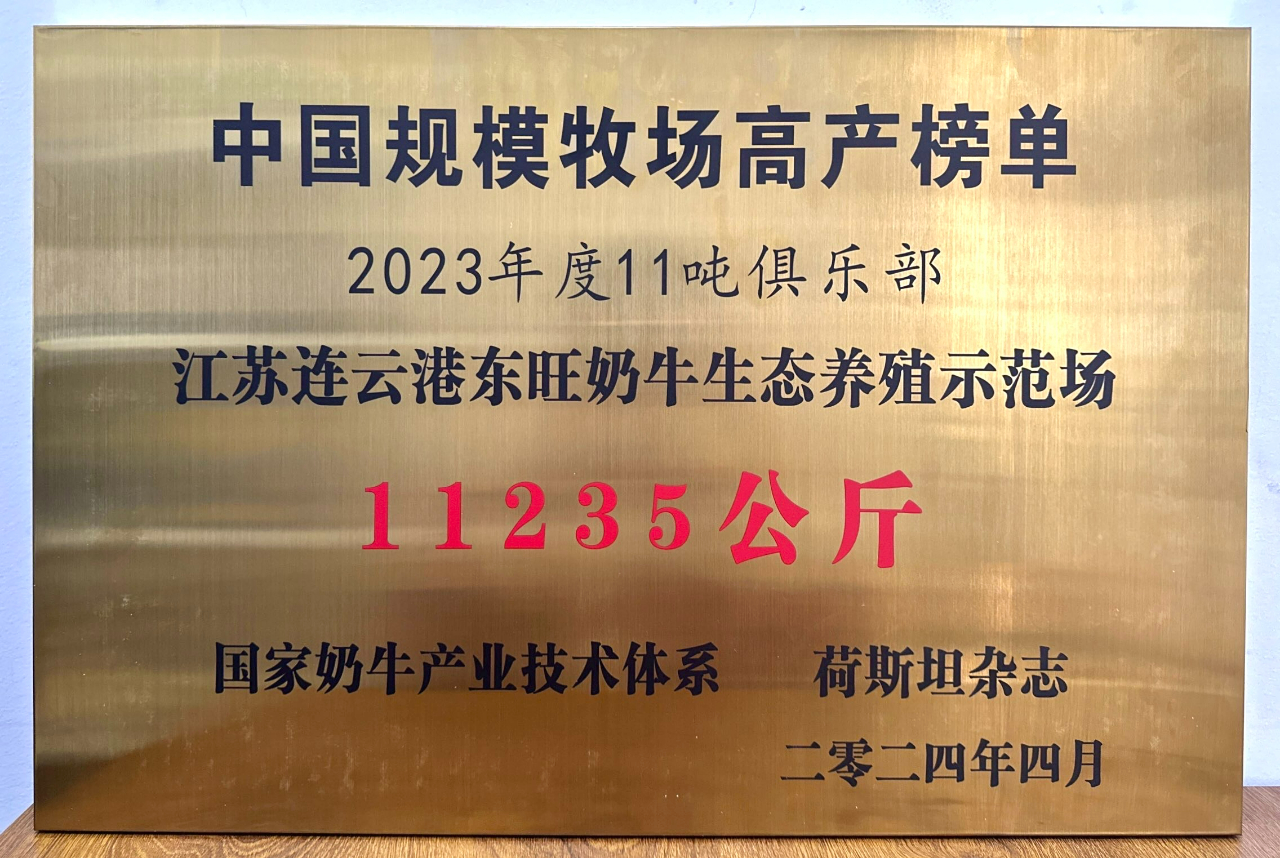 中国规模牧场高产榜单
2023年度11吨俱乐部
江苏连云港东旺奶牛生态养殖示范场
11235公斤
国家奶牛产业技术体系 荷斯坦杂志
二零二四年四月